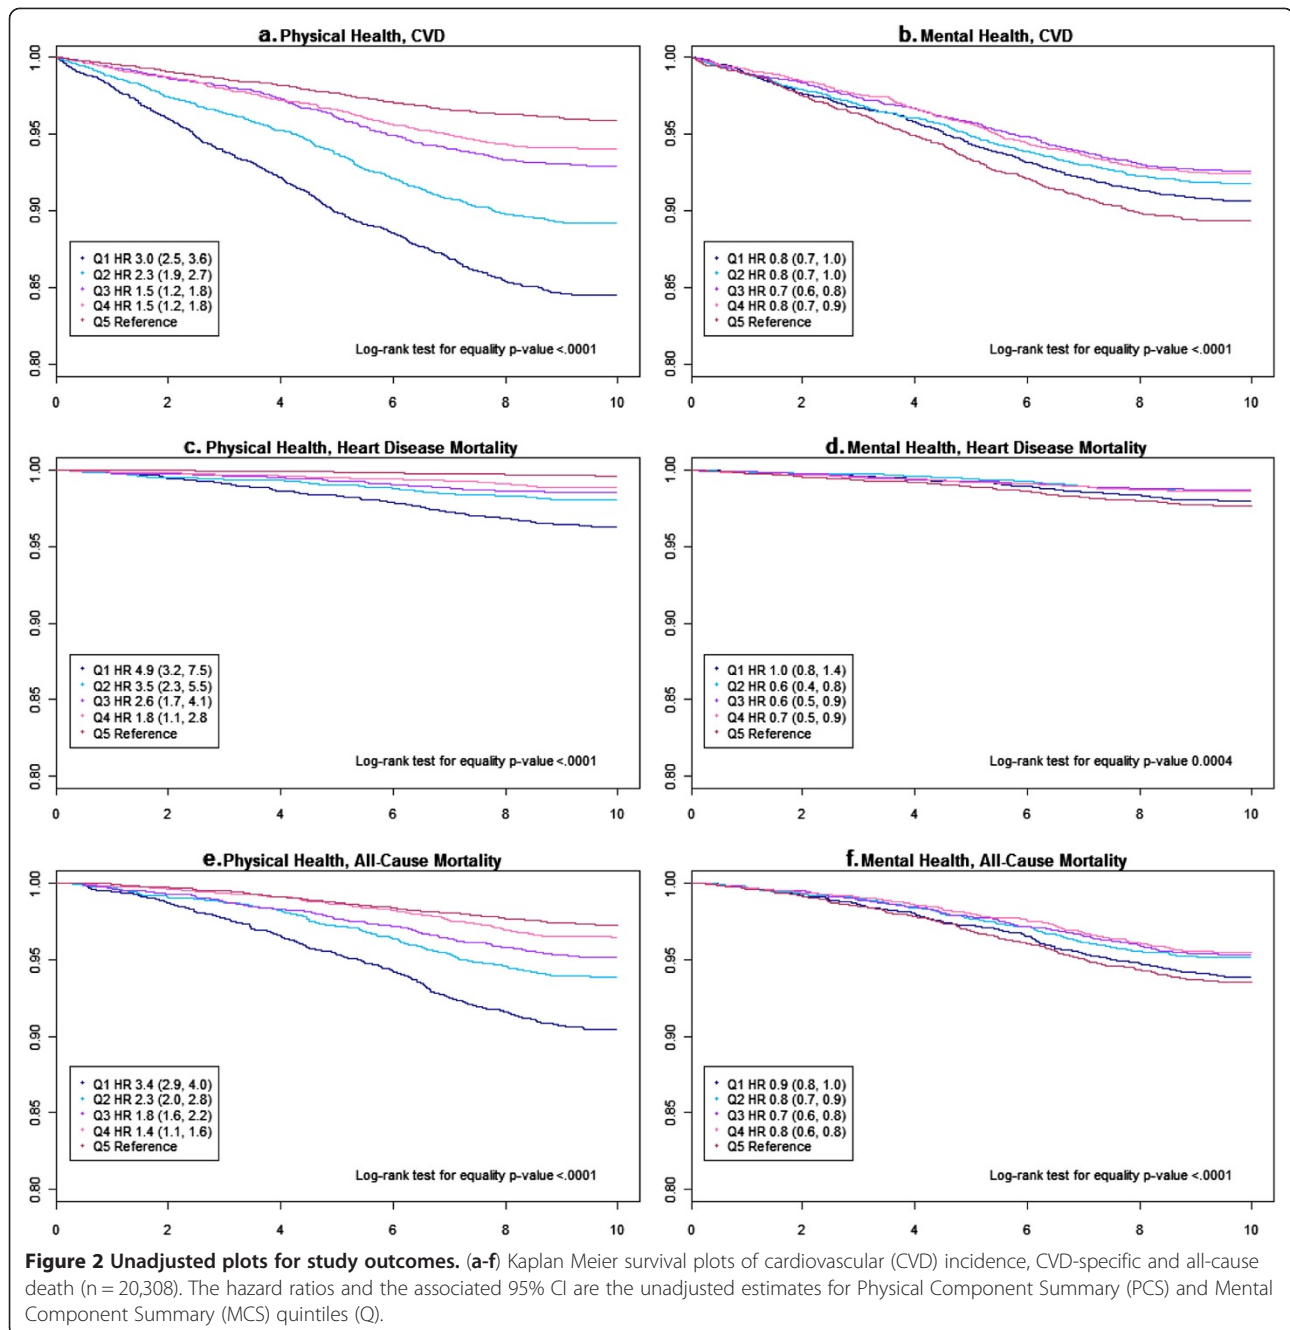 a. Physical Health, CVD
1.00
0.95
0.90
0.85
0.80
Q1 HR 3.0 (2.5, 3.6)
Q2 HR 2.3 (1.9, 2.7)
Q3 HR 1.5 (1.2, 1.8)
Q4 HR 1.5 (1.2, 1.8)
Q5 Reference
Log-rank test for equality p-value <.0001
0 2 4 6 8 10
b. Mental Health, CVD
1.00
0.95
0.90
0.85
0.80
Q1 HR 0.8 (0.7, 1.0)
Q2 HR 0.8 (0.7, 1.0)
Q3 HR 0.7 (0.6, 0.8)
Q4 HR 0.8 (0.7, 0.9)
Q5 Reference
Log-rank test for equality p-value <.0001
0 2 4 6 8 10
c. Physical Health, Heart Disease Mortality
1.00
0.95
0.90
0.85
0.80
Q1 HR 4.9 (3.2, 7.5)
Q2 HR 3.5 (2.3, 5.5)
Q3 HR 2.6 (1.7, 4.1)
Q4 HR 1.8 (1.1, 2.8
Q5 Reference
Log-rank test for equality p-value <.0001
0 2 4 6 8 10
d. Mental Health, Heart Disease Mortality
1.00
0.95
0.90
0.85
0.80
Q1 HR 1.0 (0.8, 1.4)
Q2 HR 0.6 (0.4, 0.8)
Q3 HR 0.6 (0.5, 0.9)
Q4 HR 0.7 (0.5, 0.9)
Q5 Reference
Log-rank test for equality p-value 0.0004
0 2 4 6 8 10
e. Physical Health, All-Cause Mortality
1.00
0.95
0.90
0.85
0.80
Q1 HR 3.4 (2.9, 4.0)
Q2 HR 2.3 (2.0, 2.8)
Q3 HR 1.8 (1.6, 2.2)
Q4 HR 1.4 (1.1, 1.6)
Q5 Reference
Log-rank test for equality p-value <.0001
0 2 4 6 8 10
f. Mental Health, All-Cause Mortality
1.00
0.95
0.90
0.85
0.80
Q1 HR 0.9 (0.8, 1.0)
Q2 HR 0.8 (0.7, 0.9)
Q3 HR 0.7 (0.6, 0.8)
Q4 HR 0.8 (0.6, 0.8)
Q5 Reference
Log-rank test for equality p-value <.0001
0 2 4 6 8 10
Figure 2 Unadjusted plots for study outcomes. (a-f) Kaplan Meier survival plots of cardiovascular (CVD) incidence, CVD-specific and all-cause
death (n = 20,308). The hazard ratios and the associated 95% CI are the unadjusted estimates for Physical Component Summary (PCS) and Mental
Component Summary (MCS) quintiles (Q).